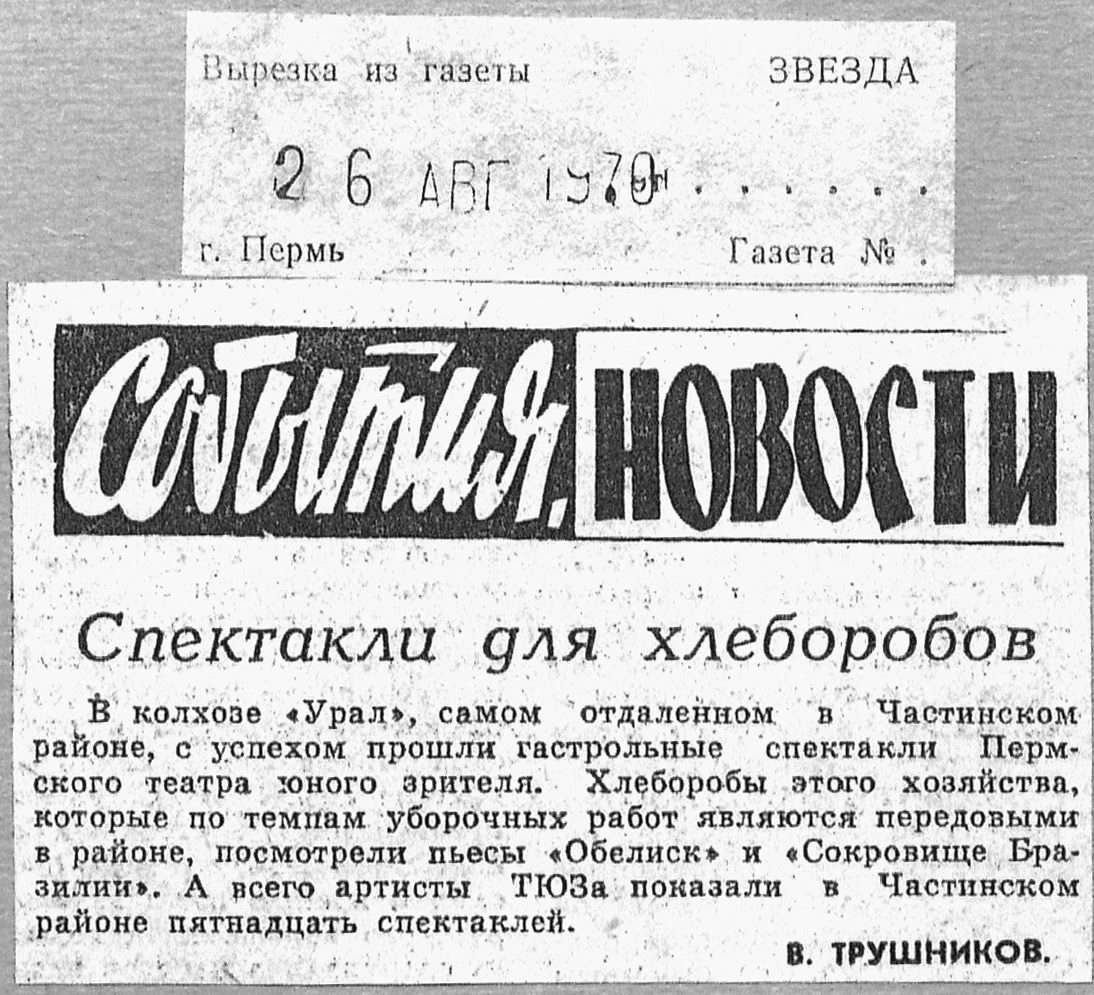 Вырезка из газеты ЗВЕЗДА
26 АВГ 1970 . . . . . . .
г. Пермь Газета № .
События, НОВОСТИ
Спектакли для хлеборобов
В колхозе «Урал», самом отдаленном в Частинском
районе, с успехом прошли гастрольные спектакли Перм-
ского театра юного зрителя. Хлеборобы этого хозяйства,
которые по темпам уборочных работ являются передовыми
в районе, посмотрели пьесы «Обелиск» и «Сокровище Бра-
зилии». А всего артисты ТЮЗа показали в Частинском
районе пятнадцать спектаклей.
В. ТРУШНИКОВ.